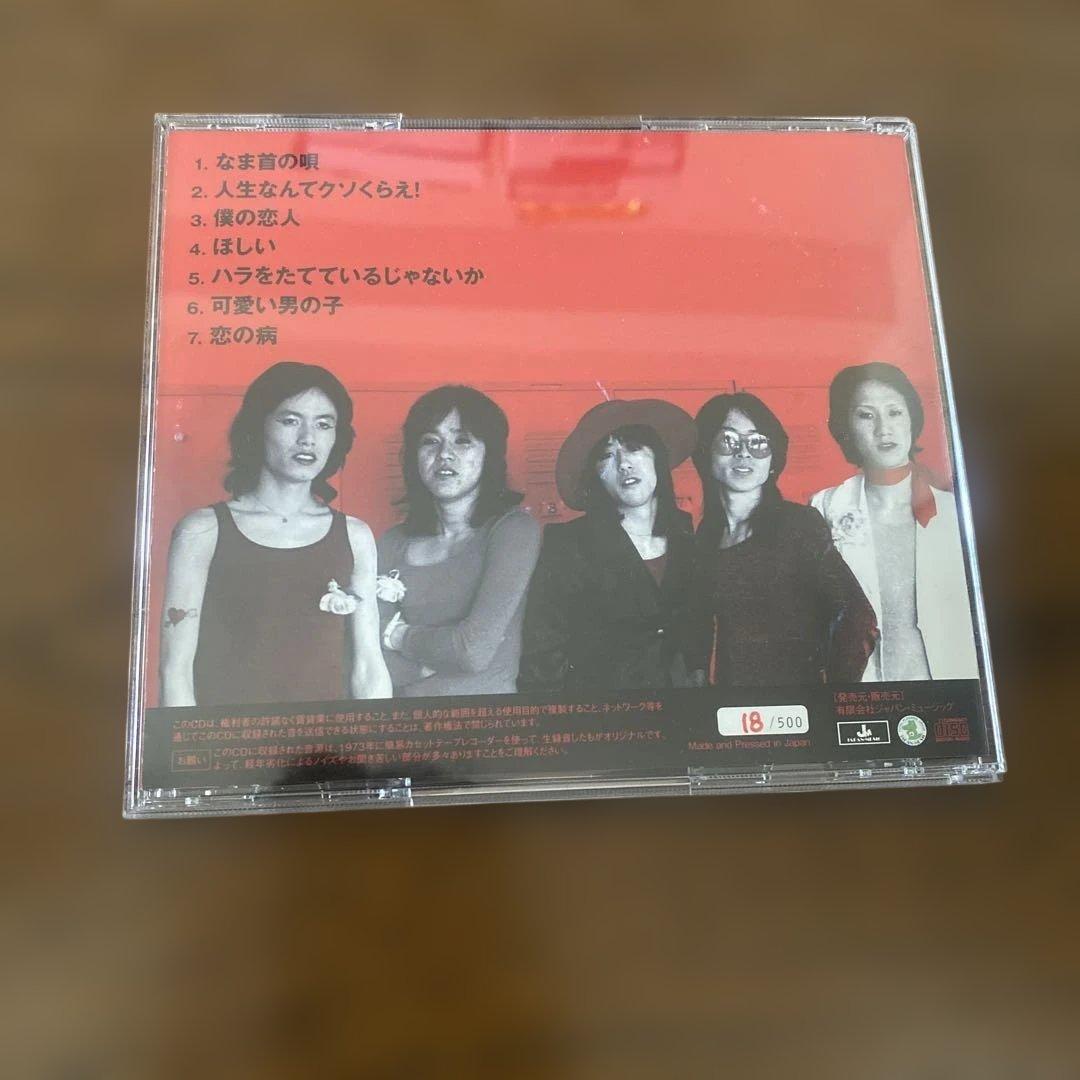 1. なま首の唄
2. 人生なんてクソくらえ!
3. 僕の恋人
4. ほしい
5. ハラをたてているじゃないか
6. 可愛い男の子
7. 恋の病
このCDは、権利者の許諾なく賃貸業に使用すること、また、個人的な範囲を超える使用目的で複製すること、ネットワーク等を
通じてこのCDに収録された音を送信できる状態にすることは、著作権法で禁じられています。
お願い
このCDに収録された音源は、1973年に簡易カセットテープレコーダーを使って、生録音したもがオリジナルです。
よって、経年劣化によるノイズやお聞き苦しい部分が多々ありますことをご理解ください。
18/500
Made and Pressed in Japan
【発売元・販売元】
有限会社ジャパン・ミュージック